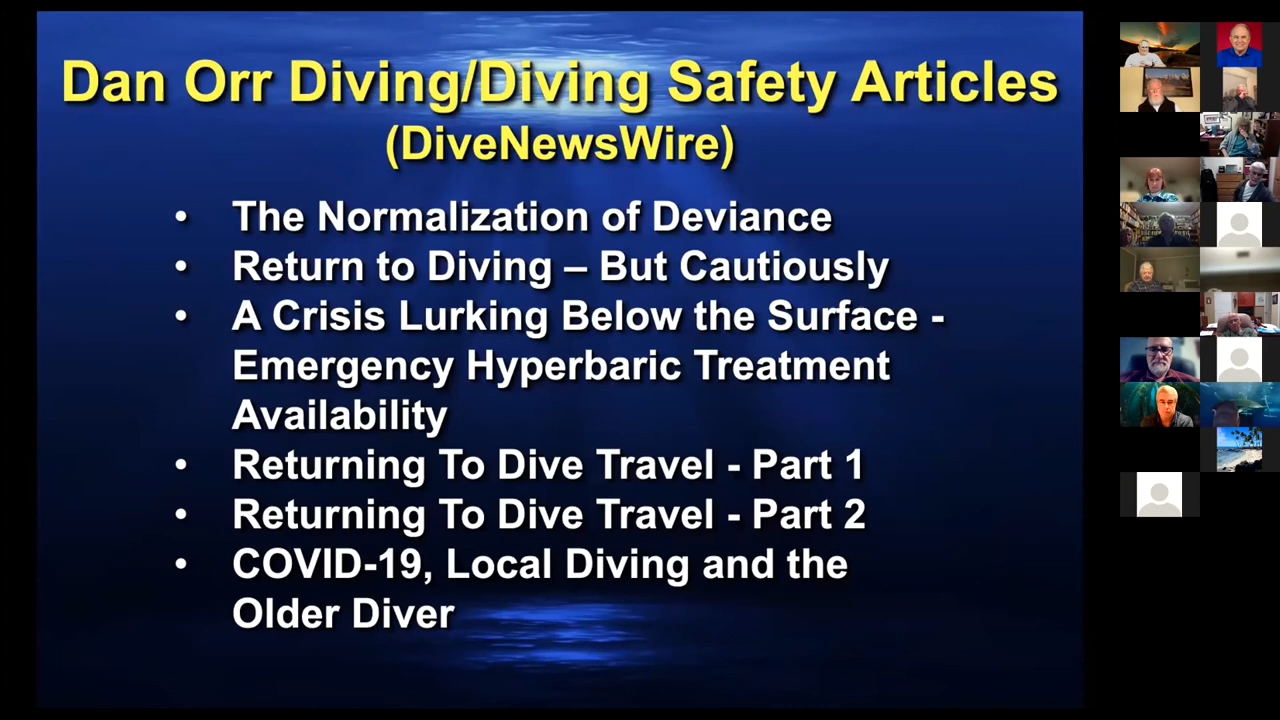 Dan Orr Diving/Diving Safety Articles
(DiveNewsWire)
• The Normalization of Deviance
• Return to Diving – But Cautiously
• A Crisis Lurking Below the Surface -
Emergency Hyperbaric Treatment
Availability
• Returning To Dive Travel - Part 1
• Returning To Dive Travel - Part 2
• COVID-19, Local Diving and the
Older Diver